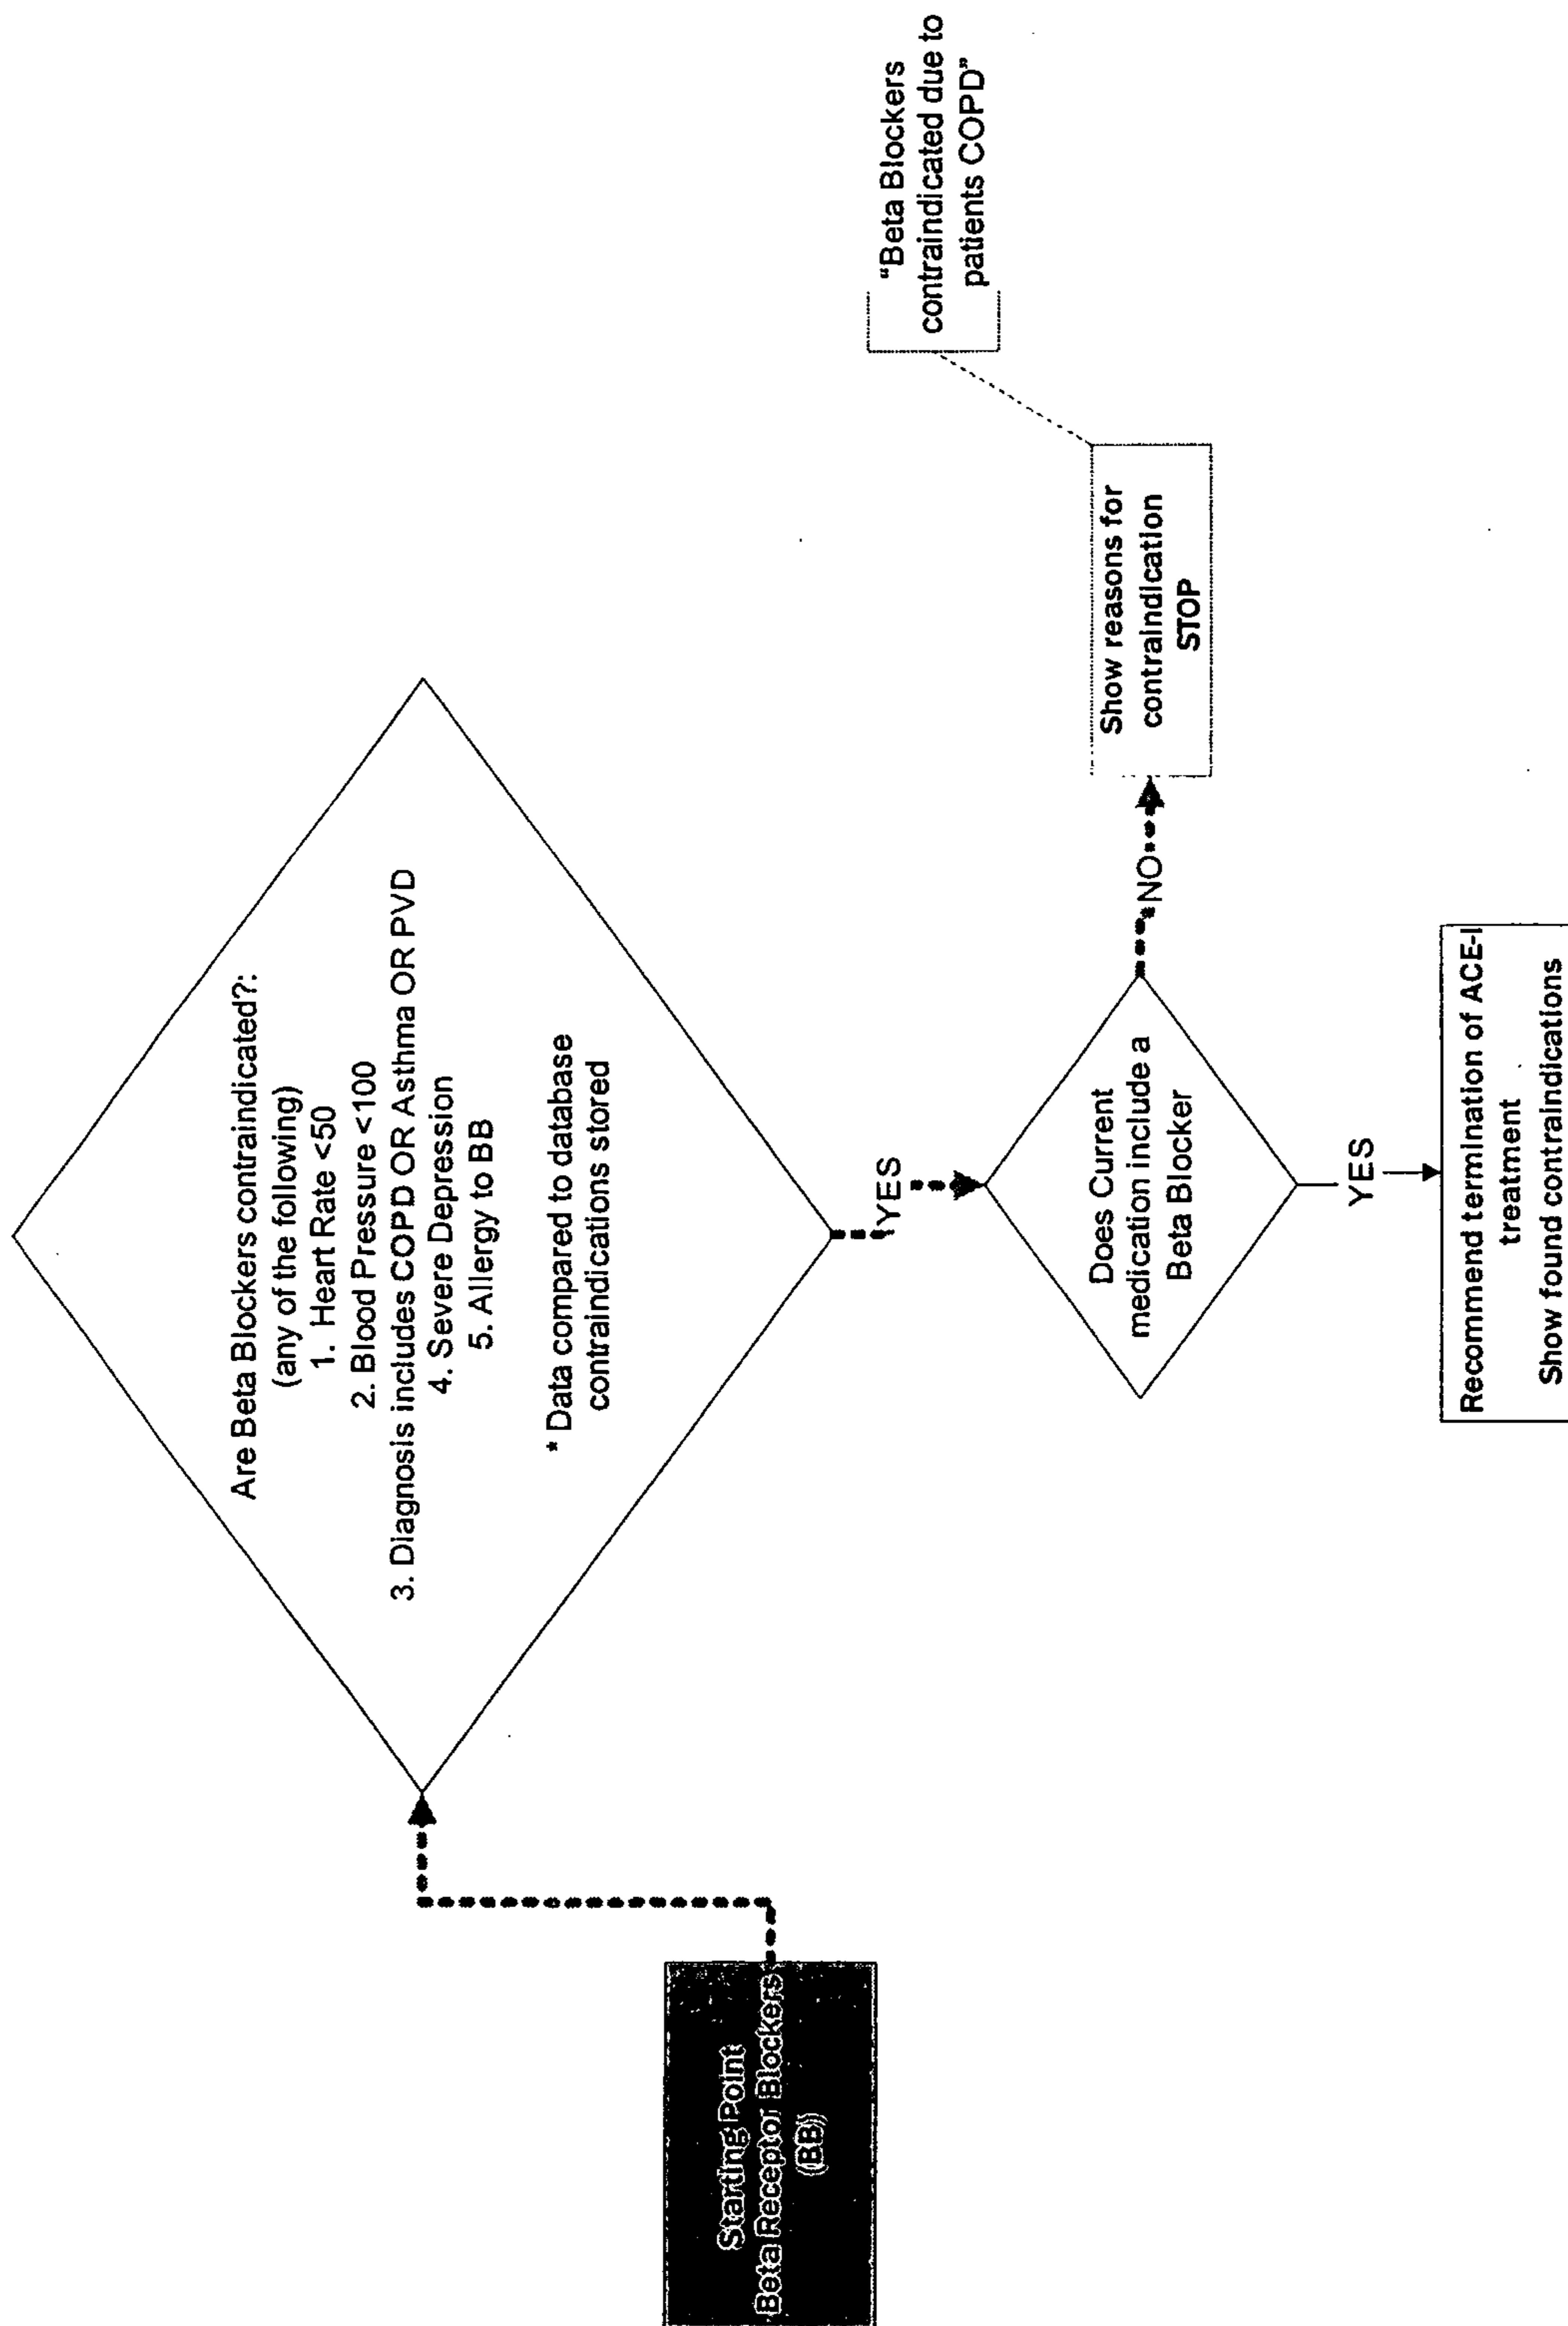 Starting Point
Beta Receptor Blockers
(BB)
Are Beta Blockers contraindicated?:
(any of the following)
1. Heart Rate <50
2. Blood Pressure <100
3. Diagnosis includes COPD OR Asthma OR PVD
4. Severe Depression
5. Allergy to BB
* Data compared to database
contraindications stored
YES
Does Current
medication include a
Beta Blocker
NO
Show reasons for
contraindication
STOP
"Beta Blockers
contraindicated due to
patients COPD"
YES
Recommend termination of ACE-I
treatment
Show found contraindications